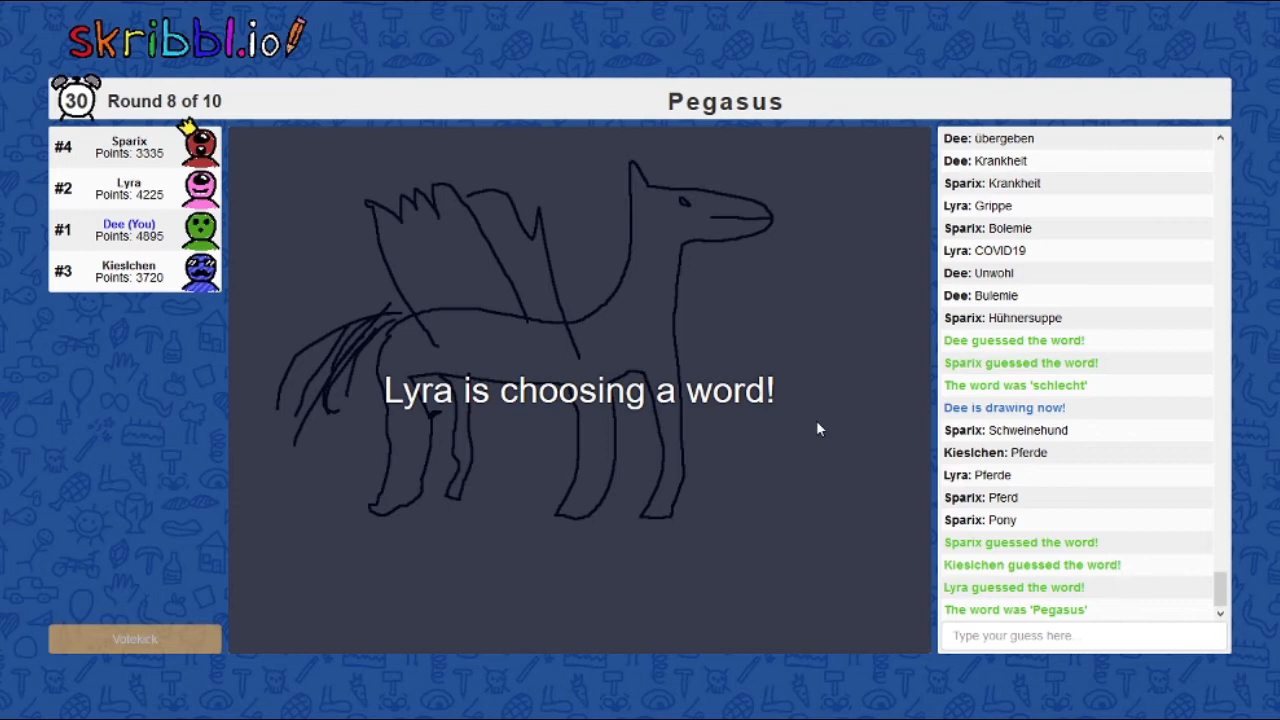 skribbl.io
30
Round 8 of 10
Pegasus
#4
Sparix
Points: 3335
#2
Lyra
Points: 4225
#1
Dee (You)
Points: 4895
#3
Kieslchen
Points: 3720
Votekick
Lyra is choosing a word!
Dee: übergeben
Dee: Krankheit
Sparix: Krankheit
Lyra: Grippe
Sparix: Bolemie
Lyra: COVID19
Dee: Unwohl
Dee: Bulemie
Sparix: Hühnersuppe
Dee guessed the word!
Sparix guessed the word!
The word was 'schlecht'
Dee is drawing now!
Sparix: Schweinehund
Kieslchen: Pferde
Lyra: Pferde
Sparix: Pferd
Sparix: Pony
Sparix guessed the word!
Kieslchen guessed the word!
Lyra guessed the word!
The word was 'Pegasus'
Type your guess here...